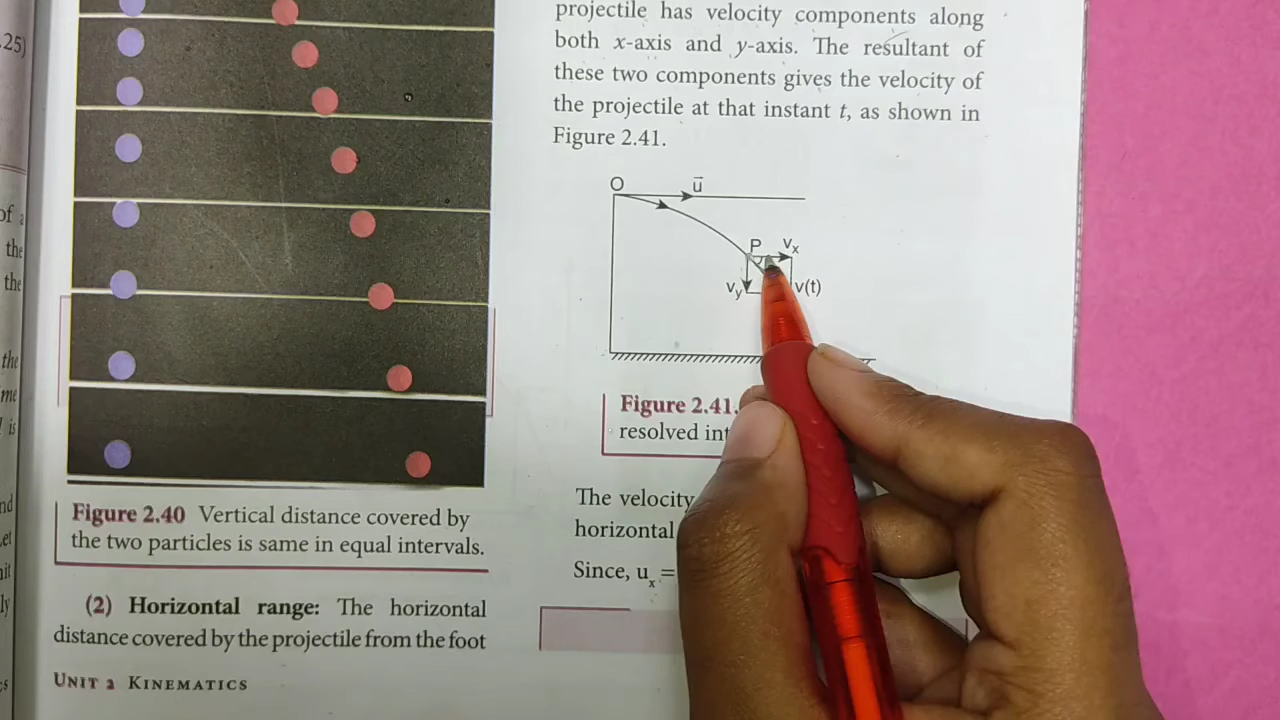 .25)
of a
the
the
the
me
is
nd
Let
nit
ly
s
Figure 2.40 Vertical distance covered by
the two particles is same in equal intervals.
(2) Horizontal range: The horizontal
distance covered by the projectile from the foot
UNIT 2 KINEMATICS
projectile has velocity components along
both x-axis and y-axis. The resultant of
these two components gives the velocity of
the projectile at that instant t, as shown in
Figure 2.41.
O u⃗
P vₓ
v_y v(t)
Figure 2.41.
resolved int
The velocity
horizontal
Since, uₓ =